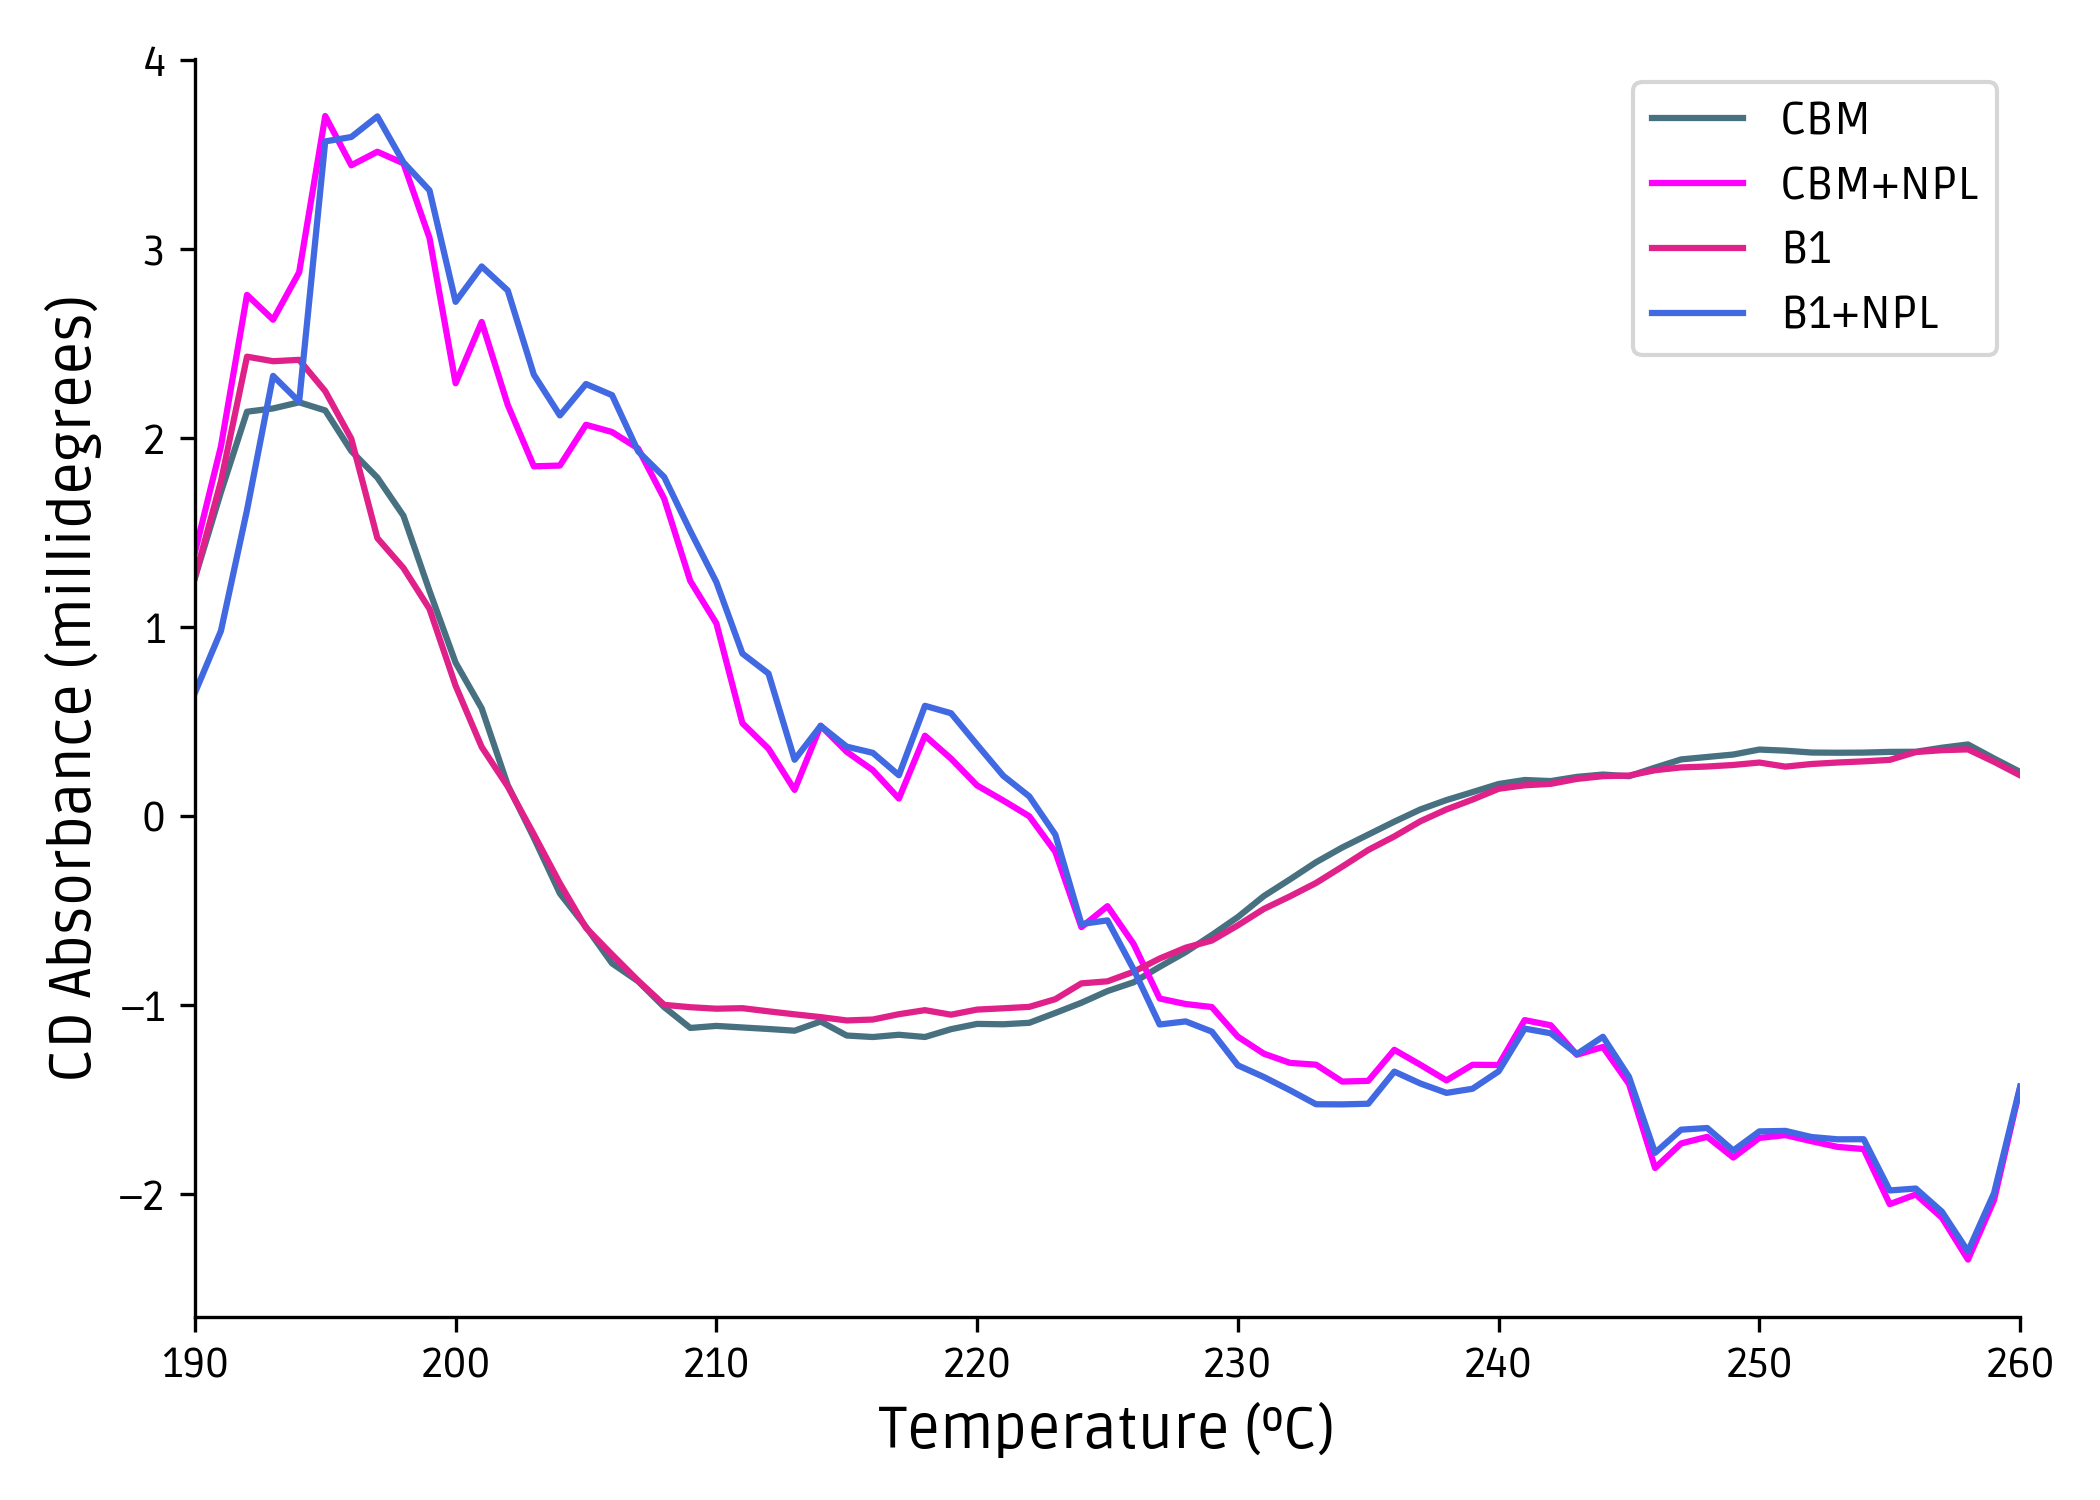 CD Absorbance (millidegrees)
4
3
2
1
0
−1
−2
CBM
CBM+NPL
B1
B1+NPL
190 200 210 220 230 240 250 260
Temperature (ºC)